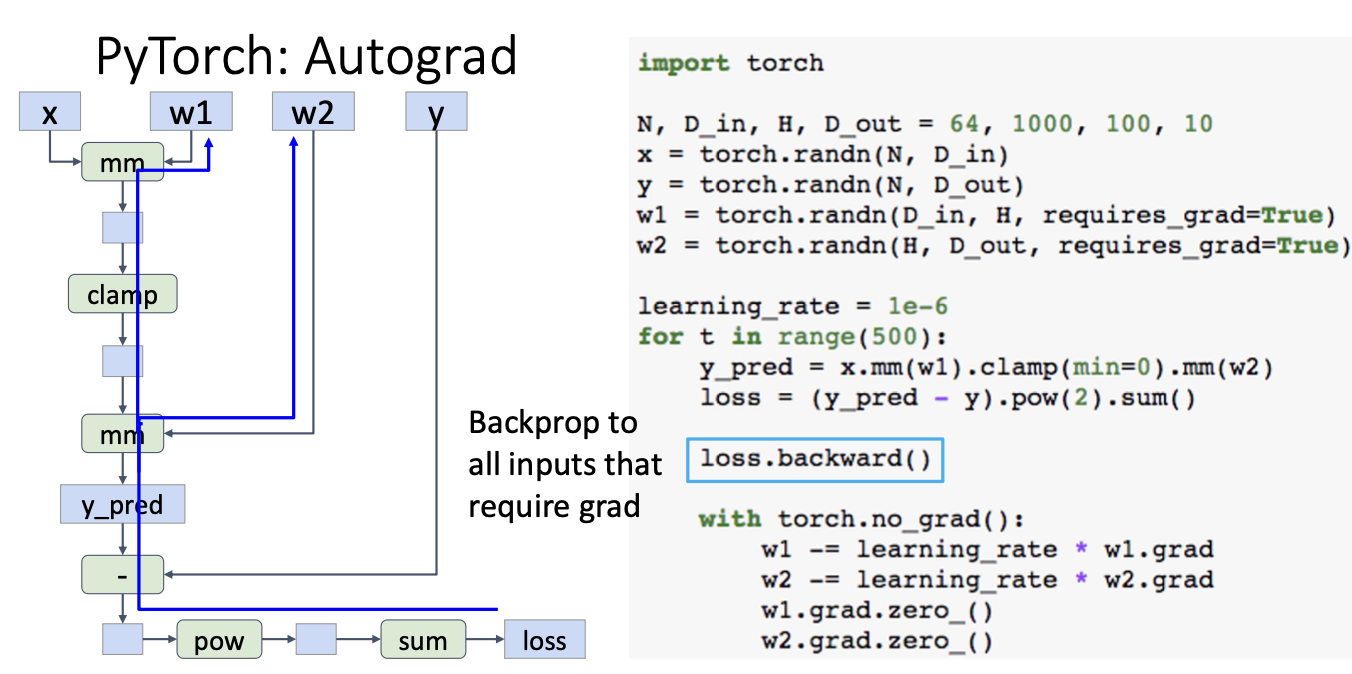 PyTorch: Autograd
x
w1
w2
y
mm
clamp
mm
y_pred
-
pow
sum
loss
Backprop to
all inputs that
require grad
import torch
N, D_in, H, D_out = 64, 1000, 100, 10
x = torch.randn(N, D_in)
y = torch.randn(N, D_out)
w1 = torch.randn(D_in, H, requires_grad=True)
w2 = torch.randn(H, D_out, requires_grad=True)
learning_rate = 1e-6
for t in range(500):
    y_pred = x.mm(w1).clamp(min=0).mm(w2)
    loss = (y_pred - y).pow(2).sum()
    loss.backward()
    with torch.no_grad():
        w1 -= learning_rate * w1.grad
        w2 -= learning_rate * w2.grad
        w1.grad.zero_()
        w2.grad.zero_()